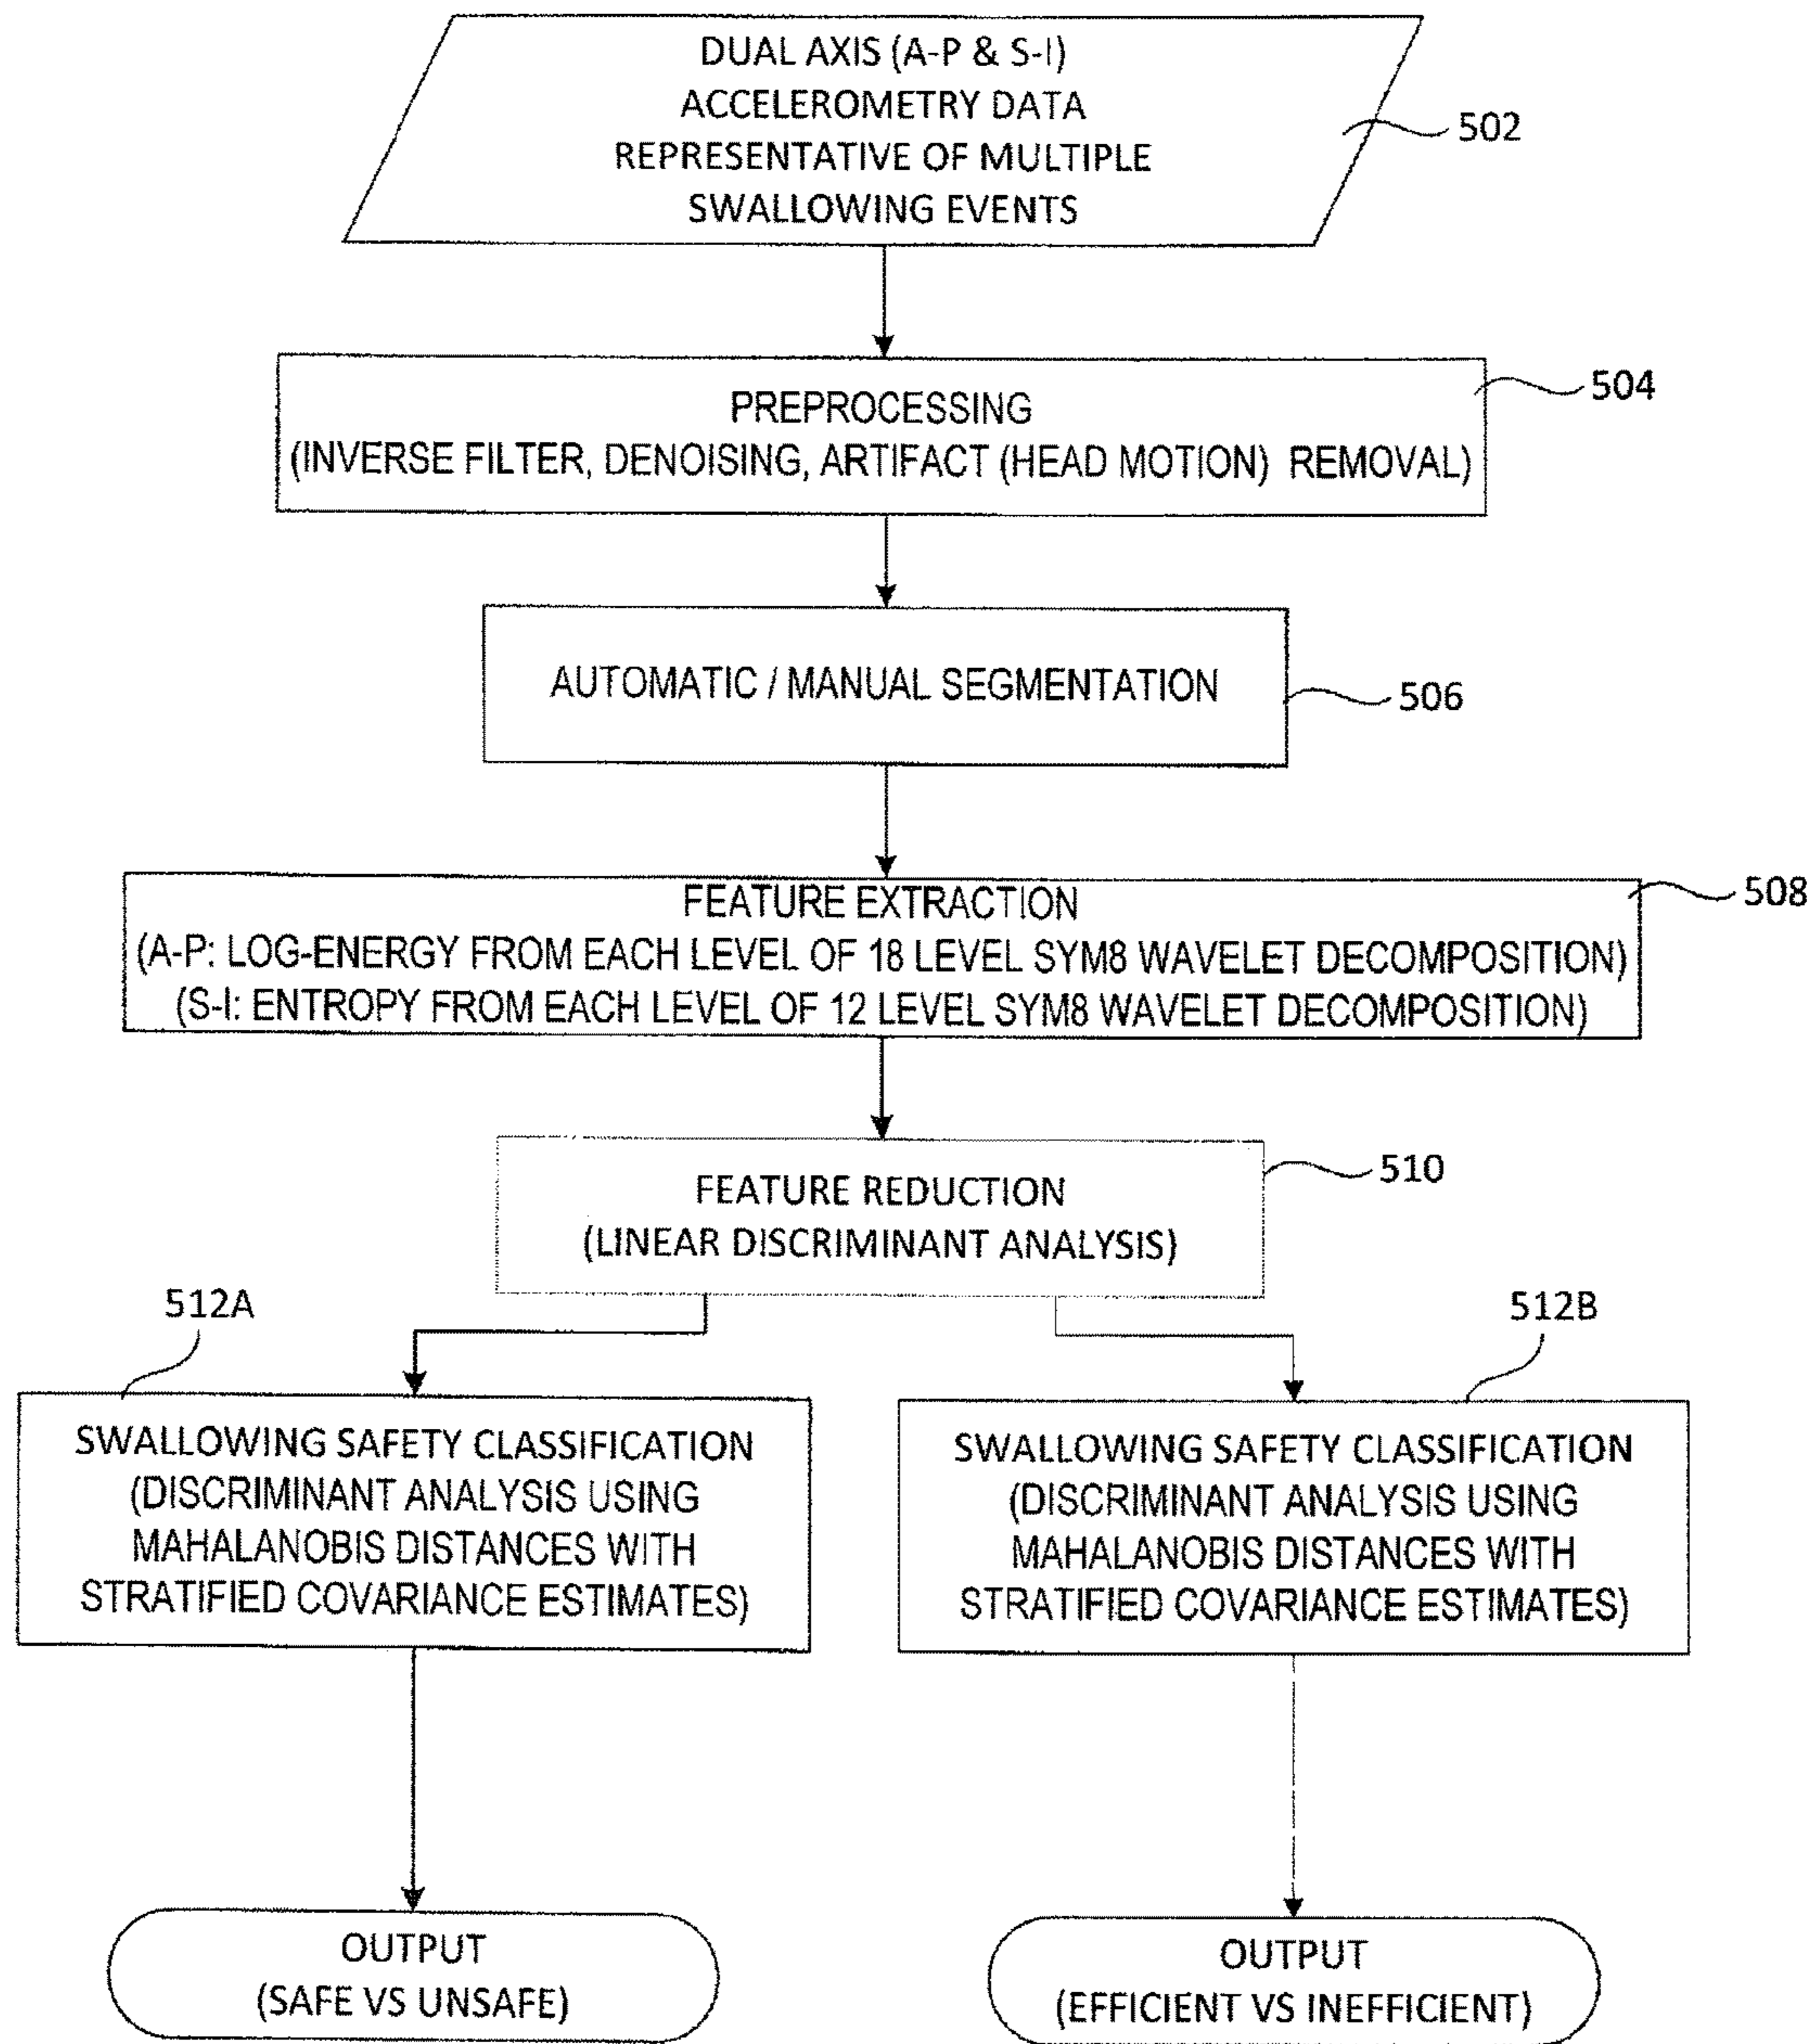 DUAL AXIS (A-P & S-I)
ACCELEROMETRY DATA
REPRESENTATIVE OF MULTIPLE
SWALLOWING EVENTS
502
PREPROCESSING
(INVERSE FILTER, DENOISING, ARTIFACT (HEAD MOTION) REMOVAL)
504
AUTOMATIC / MANUAL SEGMENTATION
506
FEATURE EXTRACTION
(A-P: LOG-ENERGY FROM EACH LEVEL OF 18 LEVEL SYM8 WAVELET DECOMPOSITION)
(S-I: ENTROPY FROM EACH LEVEL OF 12 LEVEL SYM8 WAVELET DECOMPOSITION)
508
FEATURE REDUCTION
(LINEAR DISCRIMINANT ANALYSIS)
510
512A
SWALLOWING SAFETY CLASSIFICATION
(DISCRIMINANT ANALYSIS USING
MAHALANOBIS DISTANCES WITH
STRATIFIED COVARIANCE ESTIMATES)
512B
SWALLOWING SAFETY CLASSIFICATION
(DISCRIMINANT ANALYSIS USING
MAHALANOBIS DISTANCES WITH
STRATIFIED COVARIANCE ESTIMATES)
OUTPUT
(SAFE VS UNSAFE)
OUTPUT
(EFFICIENT VS INEFFICIENT)